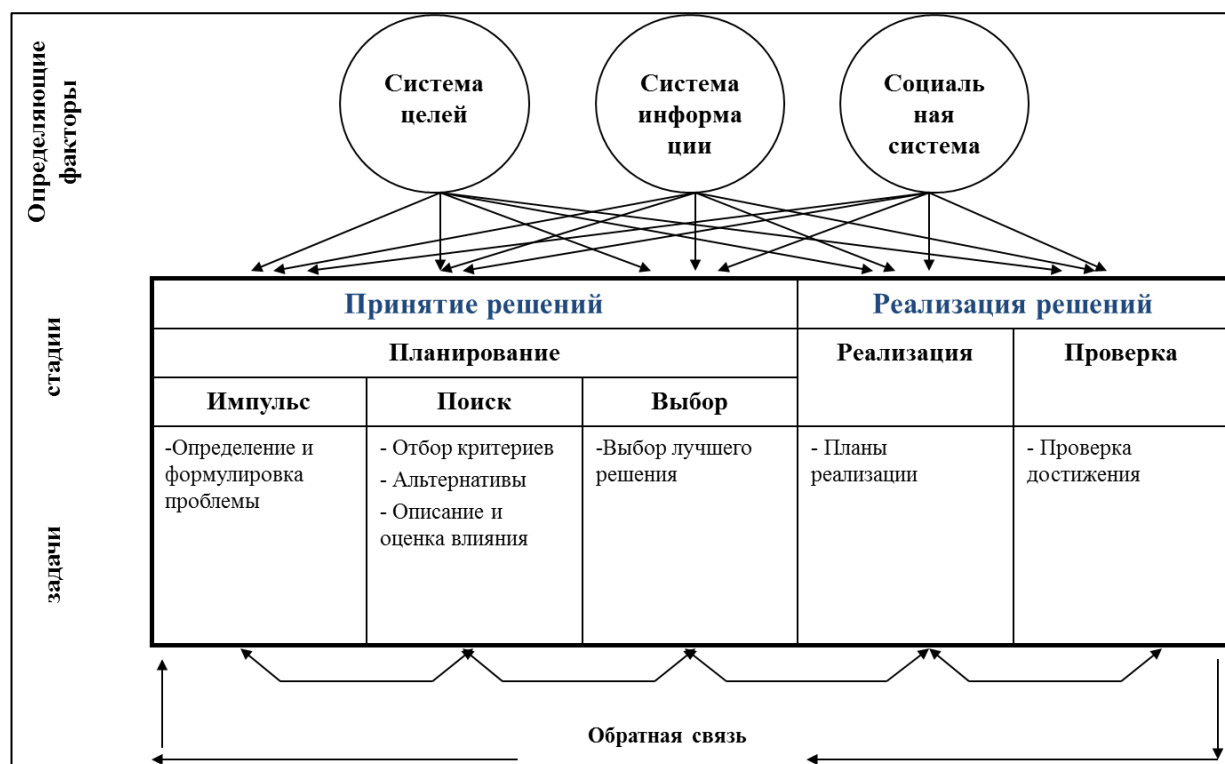 Определяющие
факторы
Система
целей
Система
информа
ции
Социаль
ная
система
стадии
Принятие решений
Реализация решений
Планирование
Реализация
Проверка
Импульс
Поиск
Выбор
задачи
-Определение и
формулировка
проблемы
- Отбор критериев
- Альтернативы
- Описание и
оценка влияния
-Выбор лучшего
решения
- Планы
реализации
- Проверка
достижения
Обратная связь